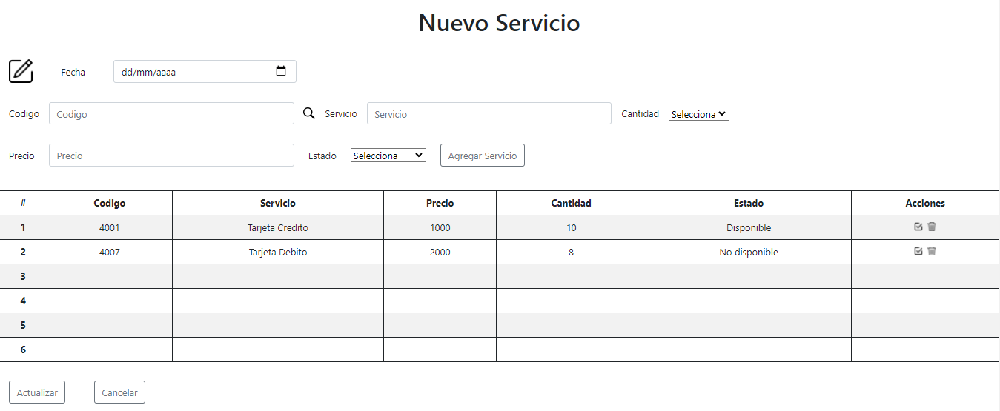 Nuevo Servicio
Fecha dd/mm/aaaa
Codigo Codigo Servicio Servicio Cantidad Selecciona
Precio Precio Estado Selecciona Agregar Servicio
# Codigo Servicio Precio Cantidad Estado Acciones
1 4001 Tarjeta Credito 1000 10 Disponible
2 4007 Tarjeta Debito 2000 8 No disponible
3
4
5
6
Actualizar Cancelar